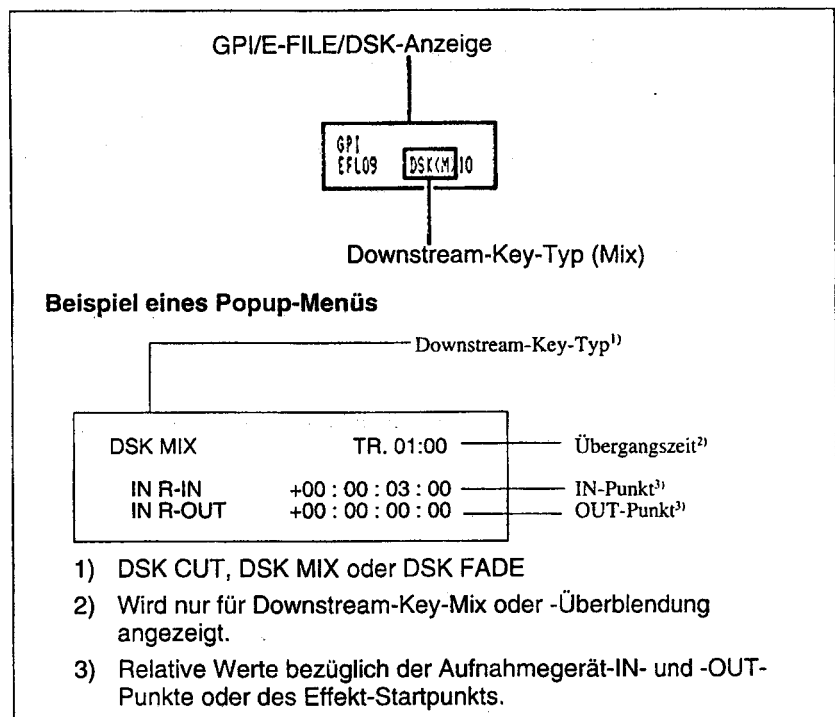 GPI/E-FILE/DSK-Anzeige
GPI
EFL09 DSK(M)10
Downstream-Key-Typ (Mix)
Beispiel eines Popup-Menüs
Downstream-Key-Typ¹⁾
DSK MIX TR. 01:00 Übergangszeit²⁾
IN R-IN +00 : 00 : 03 : 00 IN-Punkt³⁾
IN R-OUT +00 : 00 : 00 : 00 OUT-Punkt³⁾
1) DSK CUT, DSK MIX oder DSK FADE
2) Wird nur für Downstream-Key-Mix oder -Überblendung
angezeigt.
3) Relative Werte bezüglich der Aufnahmegerät-IN- und -OUT-
Punkte oder des Effekt-Startpunkts.